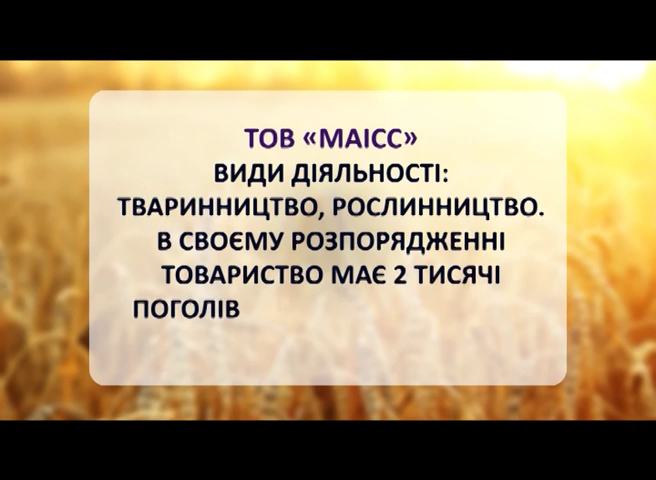 ТОВ «МАІСС»
ВИДИ ДІЯЛЬНОСТІ:
ТВАРИННИЦТВО, РОСЛИННИЦТВО.
В СВОЄМУ РОЗПОРЯДЖЕННІ
ТОВАРИСТВО МАЄ 2 ТИСЯЧІ
ПОГОЛІВ